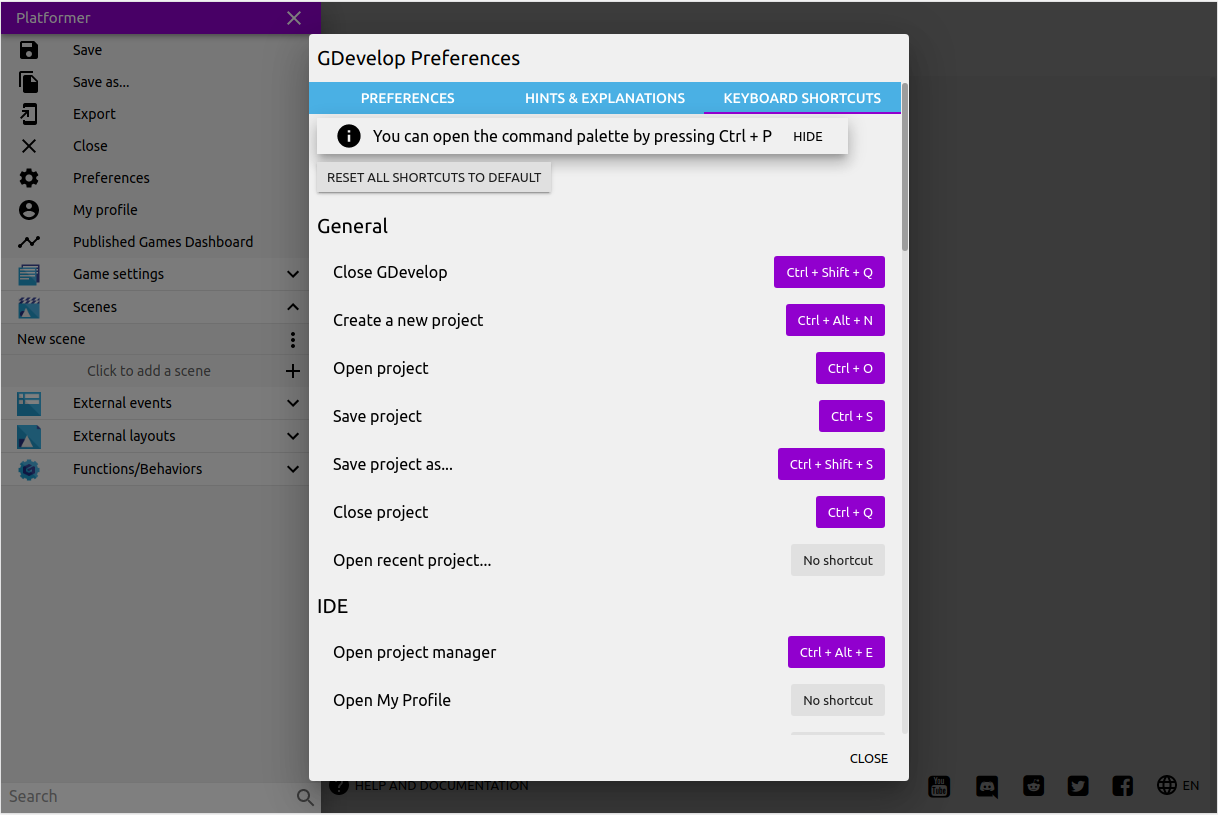 Platformer
Save
Save as...
Export
Close
Preferences
My profile
Published Games Dashboard
Game settings
Scenes
New scene
Click to add a scene
External events
External layouts
Functions/Behaviors
Search
GDevelop Preferences
PREFERENCES HINTS & EXPLANATIONS KEYBOARD SHORTCUTS
You can open the command palette by pressing Ctrl + P HIDE
RESET ALL SHORTCUTS TO DEFAULT
General
Close GDevelop Ctrl + Shift + Q
Create a new project Ctrl + Alt + N
Open project Ctrl + O
Save project Ctrl + S
Save project as... Ctrl + Shift + S
Close project Ctrl + Q
Open recent project... No shortcut
IDE
Open project manager Ctrl + Alt + E
Open My Profile No shortcut
CLOSE
HELP AND DOCUMENTATION
You Tube
EN